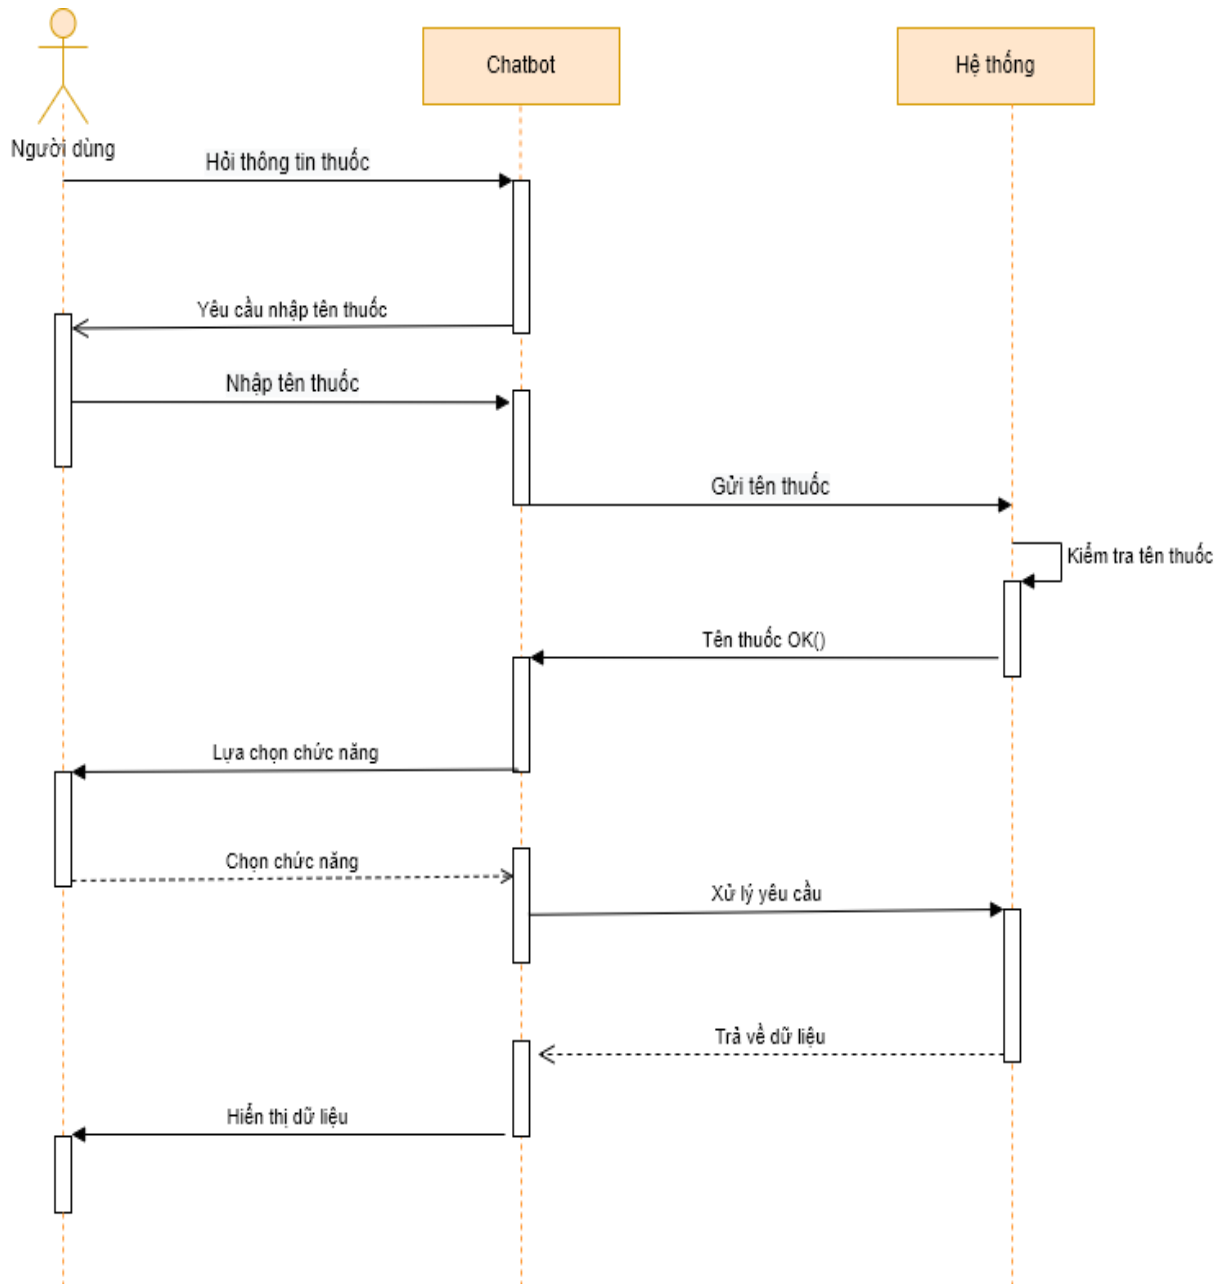 Chatbot
Hệ thống
Người dùng
Hỏi thông tin thuốc
Yêu cầu nhập tên thuốc
Nhập tên thuốc
Gửi tên thuốc
Kiểm tra tên thuốc
Tên thuốc OK()
Lựa chọn chức năng
Chọn chức năng
Xử lý yêu cầu
Trả về dữ liệu
Hiển thị dữ liệu